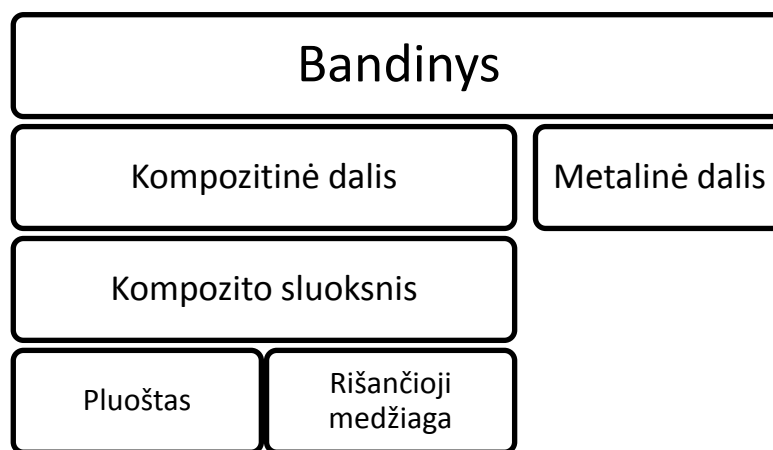 Bandinys
Kompozitinė dalis
Metalinė dalis
Kompozito sluoksnis
Pluoštas
Rišančioji
medžiaga